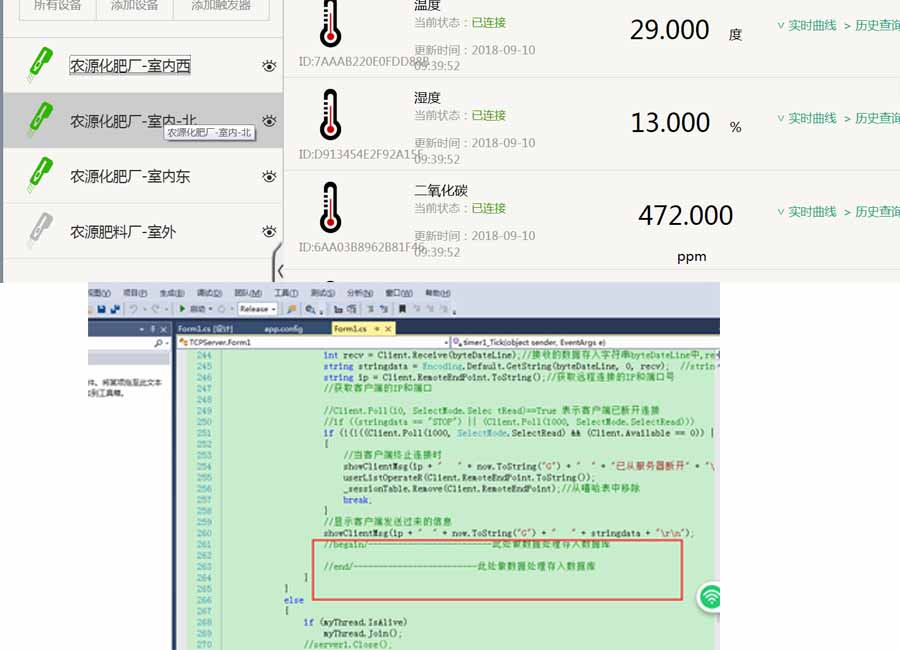 所有设备 添加设备 添加触发器
农源化肥厂-室内西
农源化肥厂-室内-北
农源化肥厂-室内-北
农源化肥厂-室内东
农源肥料厂-室外
温度
当前状态：已连接
更新时间：2018-09-10
09:39:52
ID:7AAAB220E0FDD88B
29.000 度
∨ 实时曲线 > 历史查询
湿度
当前状态：已连接
更新时间：2018-09-10
09:39:52
ID:D913454E2F92A15F
13.000 %
∨ 实时曲线 > 历史查询
二氧化碳
当前状态：已连接
更新时间：2018-09-10
09:39:52
ID:6AA03B8962B81F46
472.000
ppm
∨ 实时曲线 > 历史查询
视图(V) 项目(P) 生成(B) 调试(D) 团队(M) 工具(T) 测试(S) 分析(N) 窗口(W) 帮助(H)
启动 Release
Form1.cs [设计] app.config Form1.cs
TCPServer.Form1 timer1_Tick(object sender, EventArgs e)
件。将某项拖至此文本
到工具箱。
244 int recv = Client.Receive(byteDateLine);//接收的数据存入字符串byteDateLine中,re
245 string stringdata = Encoding.Default.GetString(byteDateLine, 0, recv); //strin
246 string ip = Client.RemoteEndPoint.ToString();//获取远程连接的IP和端口号
247 //获取客户端的IP和端口
248
249 //Client.Poll(10, SelectMode.Selec tRead)==True 表示客户端已断开连接
250 //if ((stringdata == "STOP") || (Client.Poll(1000, SelectMode.SelectRead)))
251 if (!(!((Client.Poll(1000, SelectMode.SelectRead) && (Client.Available == 0)) |
252 {
253 //当客户端终止连接时
254 showClientMsg(ip + " " + now.ToString("G") + " " + "已从服务器断开" + "\
255 userListOperateR(Client.RemoteEndPoint.ToString());
256 _sessionTable.Remove(Client.RemoteEndPoint);//从哈希表中移除
257 break;
258 }
259 //显示客户端发送过来的信息
260 showClientMsg(ip + " " + now.ToString("G") + " " + stringdata + "\r\n");
261 //begain/--------------------------此处做数据处理存入数据库
262
263 //end/--------------------------此处做数据处理存入数据库
264 }
265 }
266 else
267 {
268 if (myThread.IsAlive)
269 myThread.Join();
270 //server1.Close();